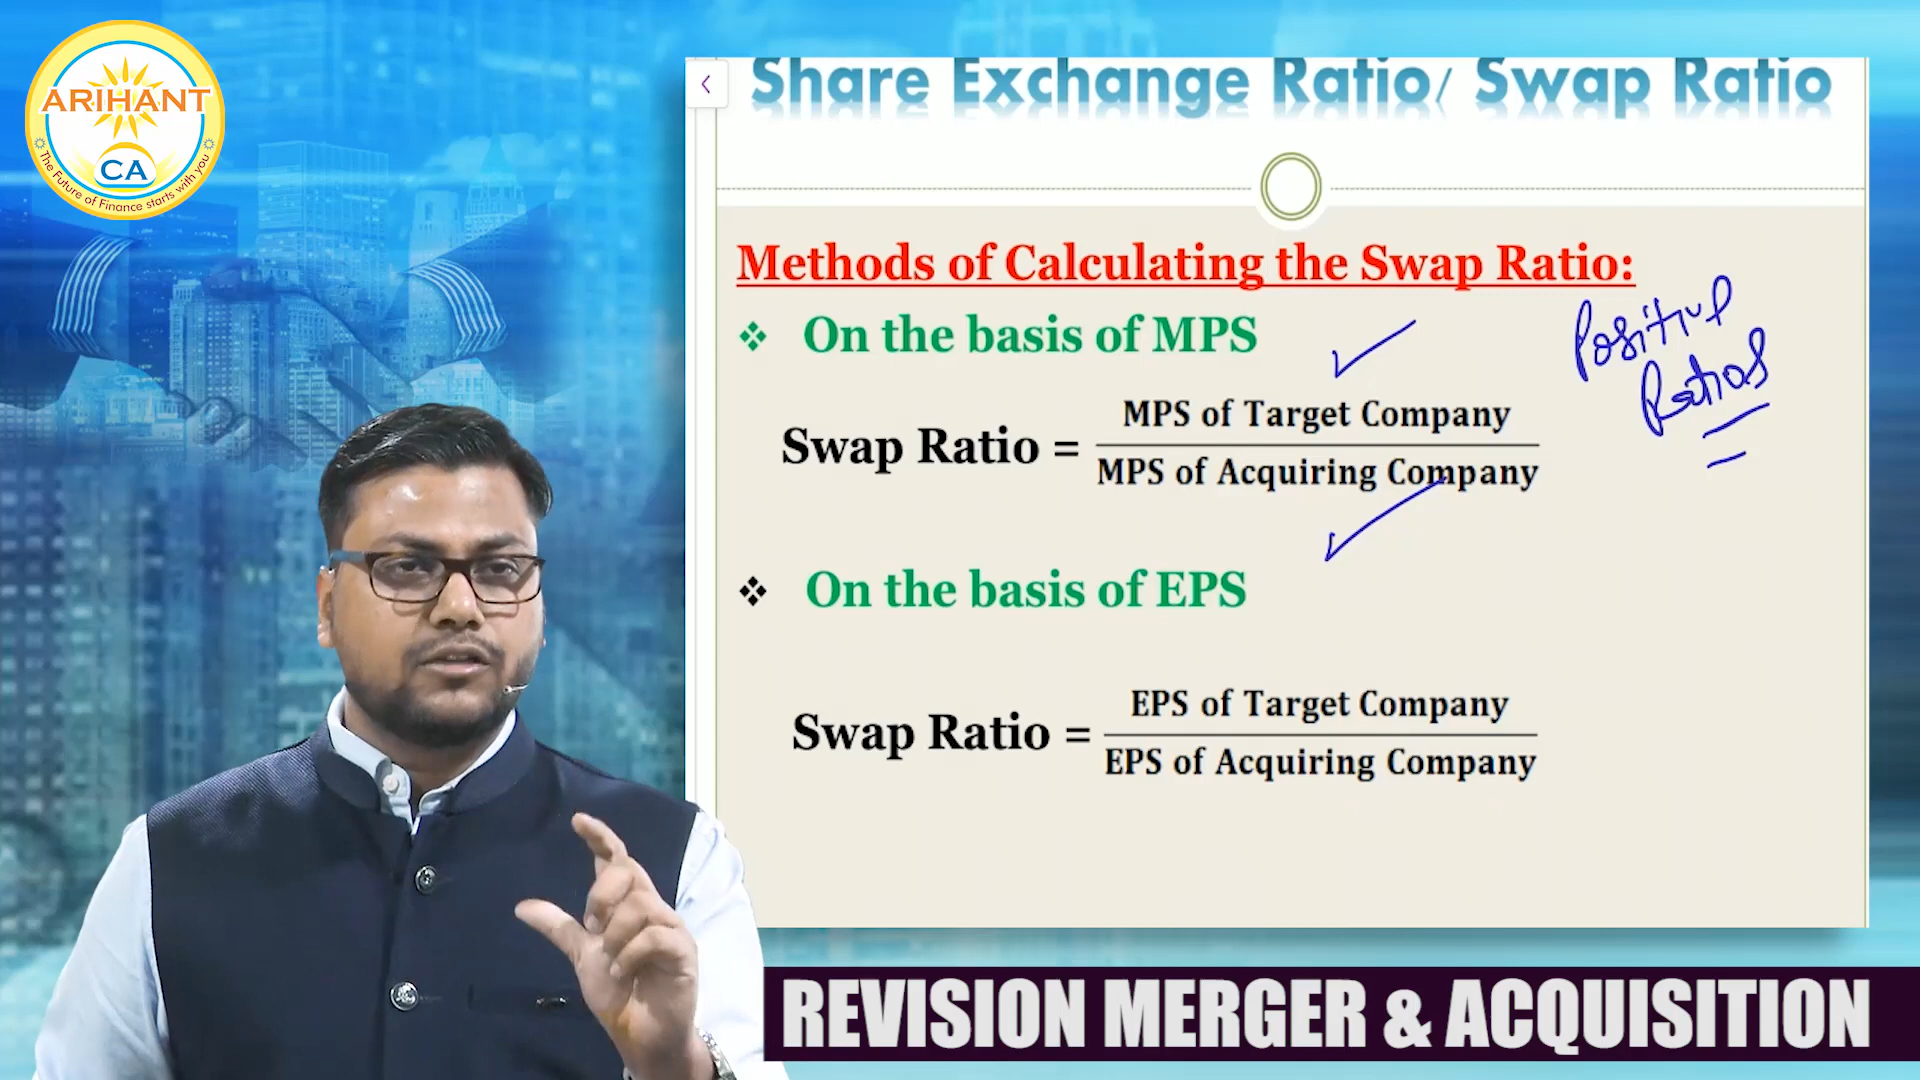 ARIHANT
CA
The Future of Finance starts with you
Share Exchange Ratio/ Swap Ratio
Methods of Calculating the Swap Ratio:
❖ On the basis of MPS
Swap Ratio = MPS of Target Company
MPS of Acquiring Company
Positive
Ratios
❖ On the basis of EPS
Swap Ratio = EPS of Target Company
EPS of Acquiring Company
REVISION MERGER & ACQUISITION